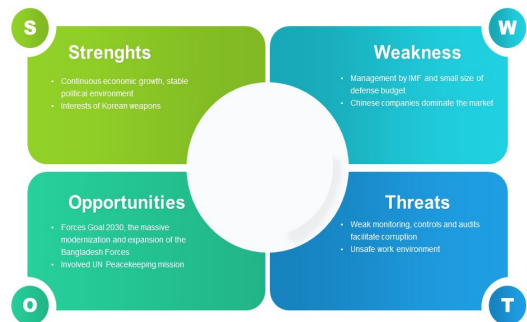 S
Strenghts
• Continuous economic growth, stable
political environment
• Interests of Korean weapons
W
Weakness
• Management by IMF and small size of
defense budget
• Chinese companies dominate the market
Opportunities
• Forces Goal 2030, the massive
modernization and expansion of the
Bangladesh Forces
• Involved UN Peacekeeping mission
O
Threats
• Weak monitoring, controls and audits
facilitate corruption
• Unsafe work environment
T